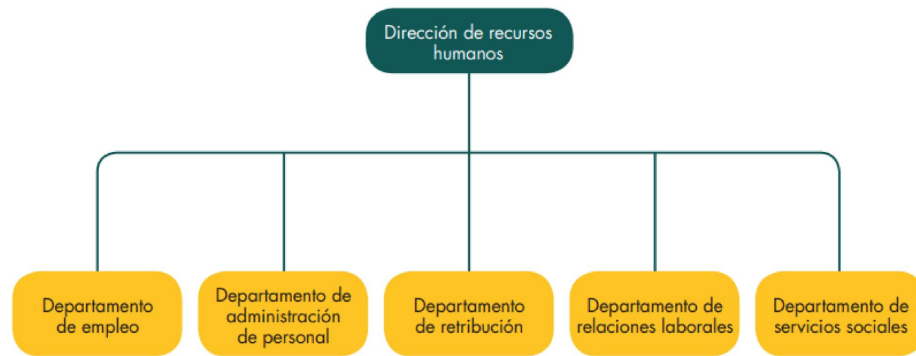 Dirección de recursos
humanos
Departamento
de empleo
Departamento de
administración
de personal
Departamento
de retribución
Departamento de
relaciones laborales
Departamento de
servicios sociales